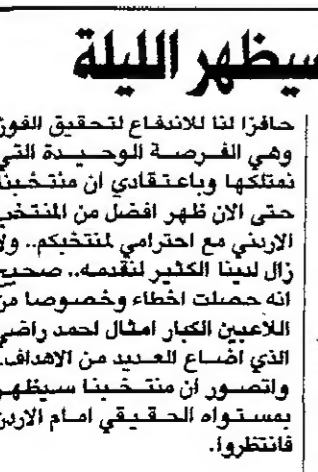 سيظهر الليلة
حافزا لنا للاندفاع لتحقيق الفوز
وهي الفرصة الوحيدة التي
نمتلكها وباعتقادي ان منتخبنا
حتى الان ظهر افضل من المنتخب
الاردني مع احترامي لمنتخبكم.. ولا
زال لدينا الكثير لنقدمه.. صحيح
انه حصلت اخطاء وخصوصا من
اللاعبين الكبار امثال احمد راضي
الذي اضاع العديد من الاهداف.
واتصور ان منتخبنا سيظهر
بمستواه الحقيقي امام الاردن
فانتظروا.